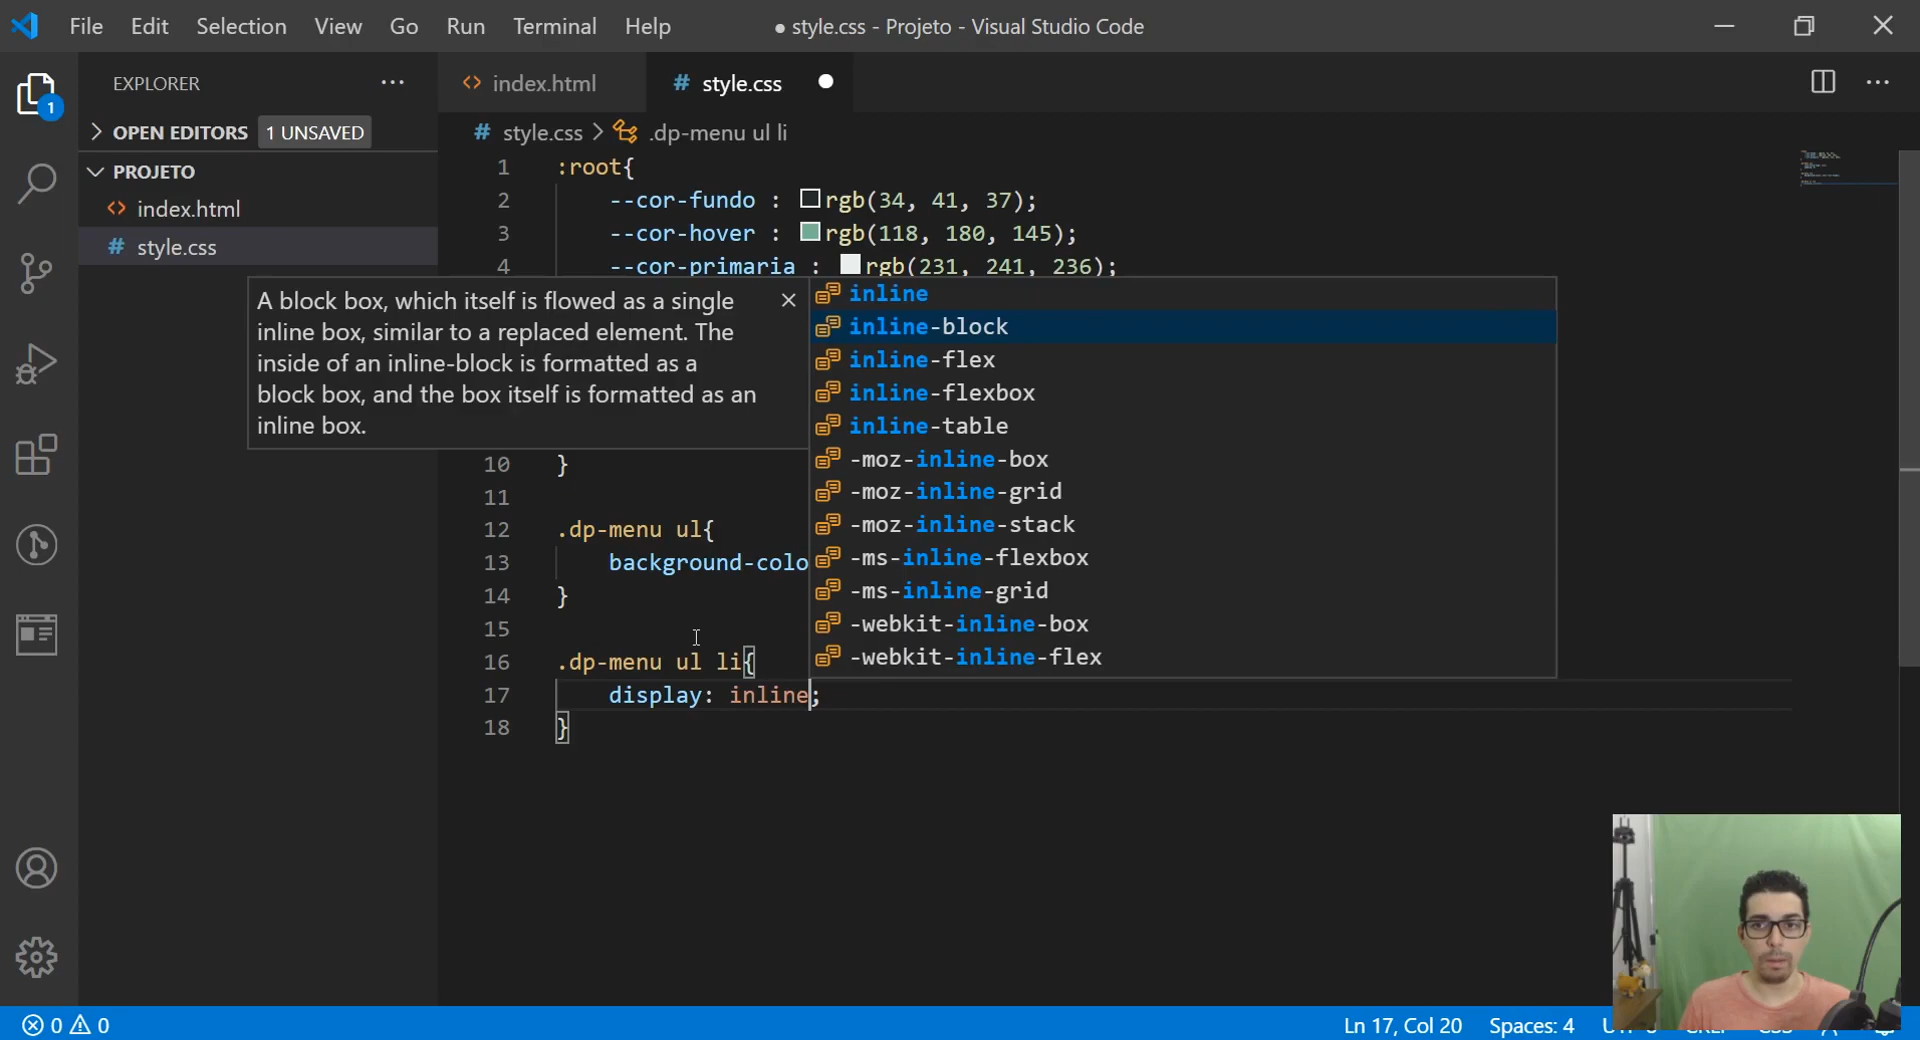 File Edit Selection View Go Run Terminal Help
● style.css - Projeto - Visual Studio Code
EXPLORER
OPEN EDITORS 1 UNSAVED
PROJETO
index.html
# style.css
1
index.html
# style.css
# style.css > .dp-menu ul li
1 :root{
2 --cor-fundo : rgb(34, 41, 37);
3 --cor-hover : rgb(118, 180, 145);
4 --cor-primaria : rgb(231, 241, 236);
A block box, which itself is flowed as a single
inline box, similar to a replaced element. The
inside of an inline-block is formatted as a
block box, and the box itself is formatted as an
inline box.
inline
inline-block
inline-flex
inline-flexbox
inline-table
-moz-inline-box
-moz-inline-grid
-moz-inline-stack
-ms-inline-flexbox
-ms-inline-grid
-webkit-inline-box
-webkit-inline-flex
10 }
11
12 .dp-menu ul{
13 background-colo
14 }
15
16 .dp-menu ul li{
17 display: inline;
18 }
0 0
Ln 17, Col 20 Spaces: 4